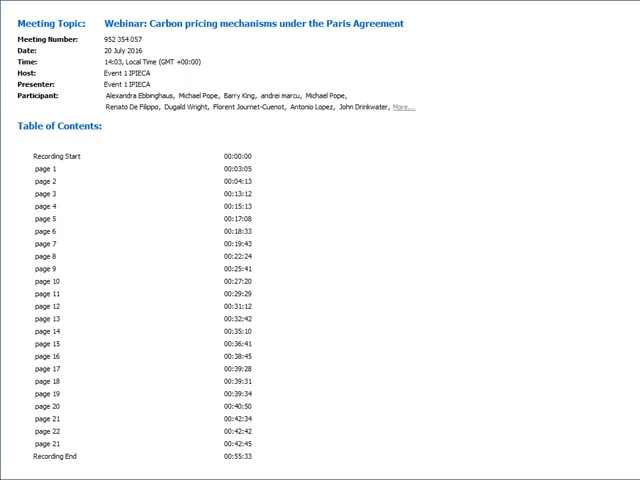 Meeting Topic: Webinar: Carbon pricing mechanisms under the Paris Agreement
Meeting Number: 952 354 057
Date: 20 July 2016
Time: 14:03, Local Time (GMT +00:00)
Host: Event 1 IPIECA
Presenter: Event 1 IPIECA
Participant: Alexandra Ebbinghaus, Michael Pope, Barry King, andrei marcu, Michael Pope,
Renato De Filippo, Dugald Wright, Florent Journet-Cuenot, Antonio Lopez, John Drinkwater, More...
Table of Contents:
Recording Start 00:00:00
page 1 00:03:05
page 2 00:04:13
page 3 00:13:12
page 4 00:15:13
page 5 00:17:08
page 6 00:18:33
page 7 00:19:43
page 8 00:22:24
page 9 00:25:41
page 10 00:27:20
page 11 00:29:29
page 12 00:31:12
page 13 00:32:42
page 14 00:35:10
page 15 00:36:41
page 16 00:38:45
page 17 00:39:28
page 18 00:39:31
page 19 00:39:34
page 20 00:40:50
page 21 00:42:34
page 22 00:42:42
page 21 00:42:45
Recording End 00:55:33